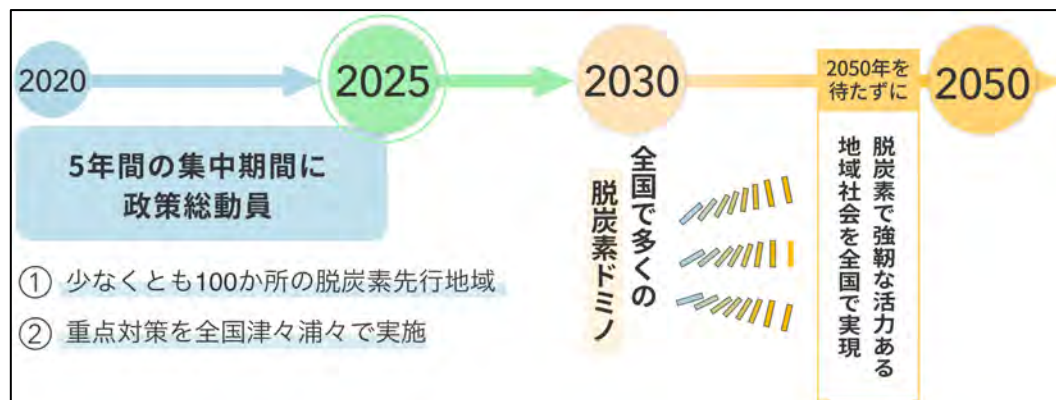 2020
2025
2030
2050年を
待たずに
2050
5年間の集中期間に
政策総動員
① 少なくとも100か所の脱炭素先行地域
② 重点対策を全国津々浦々で実施
全国で多くの
脱炭素ドミノ
脱炭素で強靭な活力ある
地域社会を全国で実現